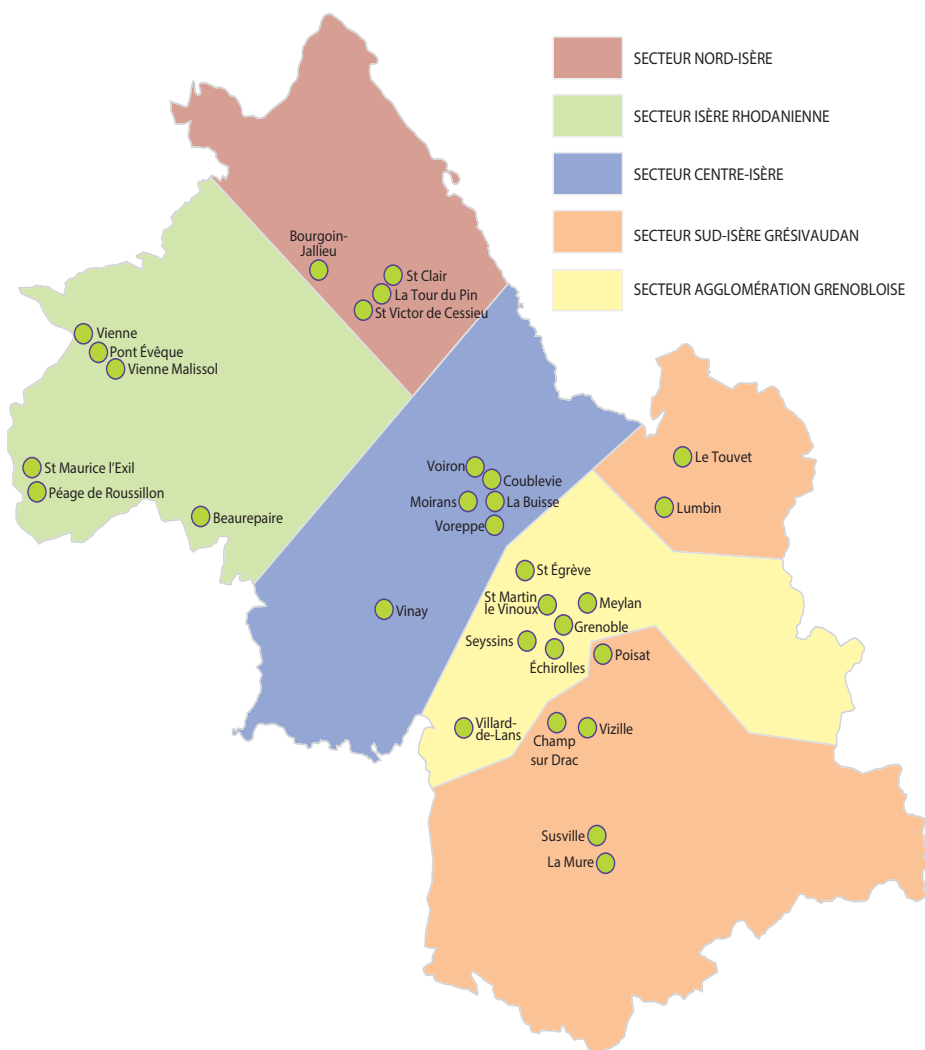 SECTEUR NORD-ISÈRE
SECTEUR ISÈRE RHODANIENNE
SECTEUR CENTRE-ISÈRE
SECTEUR SUD-ISÈRE GRÉSIVAUDAN
SECTEUR AGGLOMÉRATION GRENOBLOISE
Bourgoin-
Jallieu
St Clair
La Tour du Pin
St Victor de Cessieu
Vienne
Pont Évêque
Vienne Malissol
St Maurice l'Exil
Péage de Roussillon
Beaurepaire
Voiron
Coublevie
Moirans
La Buisse
Voreppe
Vinay
Le Touvet
Lumbin
St Égrève
St Martin
le Vinoux
Meylan
Grenoble
Seyssins
Échirolles
Poisat
Villard-
de-Lans
Champ
sur Drac
Vizille
Susville
La Mure